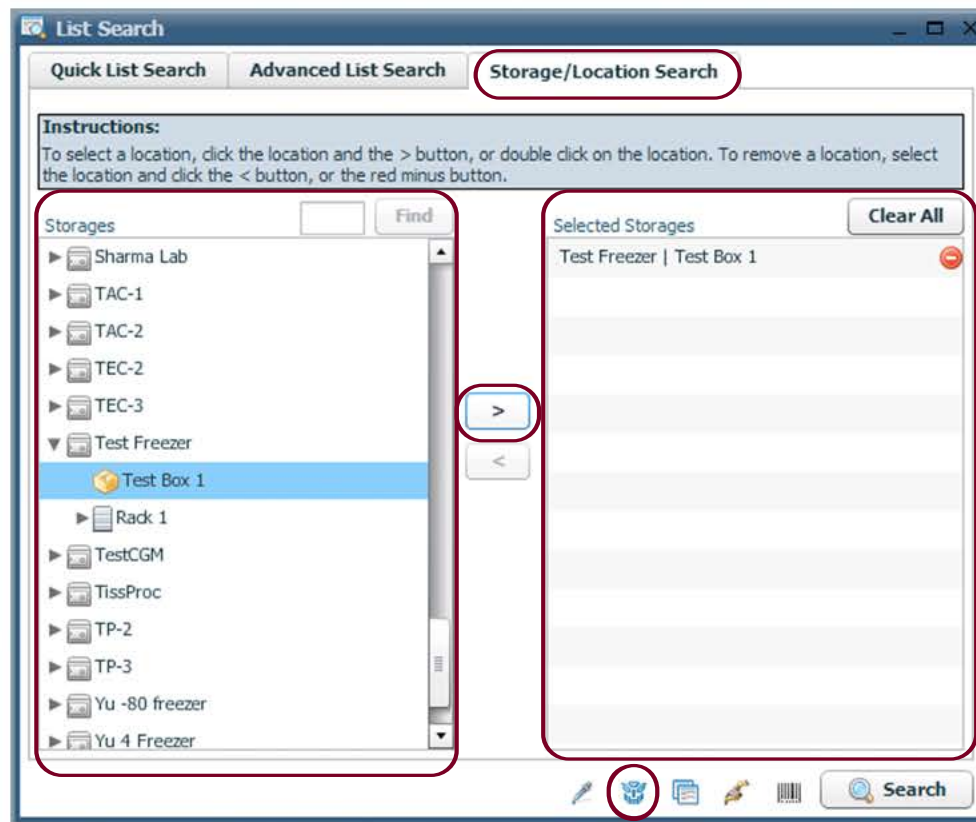 List Search
Quick List Search
Advanced List Search
Storage/Location Search
Instructions:
To select a location, click the location and the > button, or double click on the location. To remove a location, select
the location and click the < button, or the red minus button.
Storages
Find
Sharma Lab
TAC-1
TAC-2
TEC-2
TEC-3
Test Freezer
Test Box 1
Rack 1
TestCGM
TissProc
TP-2
TP-3
Yu -80 freezer
Yu 4 Freezer
>
<
Selected Storages
Clear All
Test Freezer | Test Box 1
Search